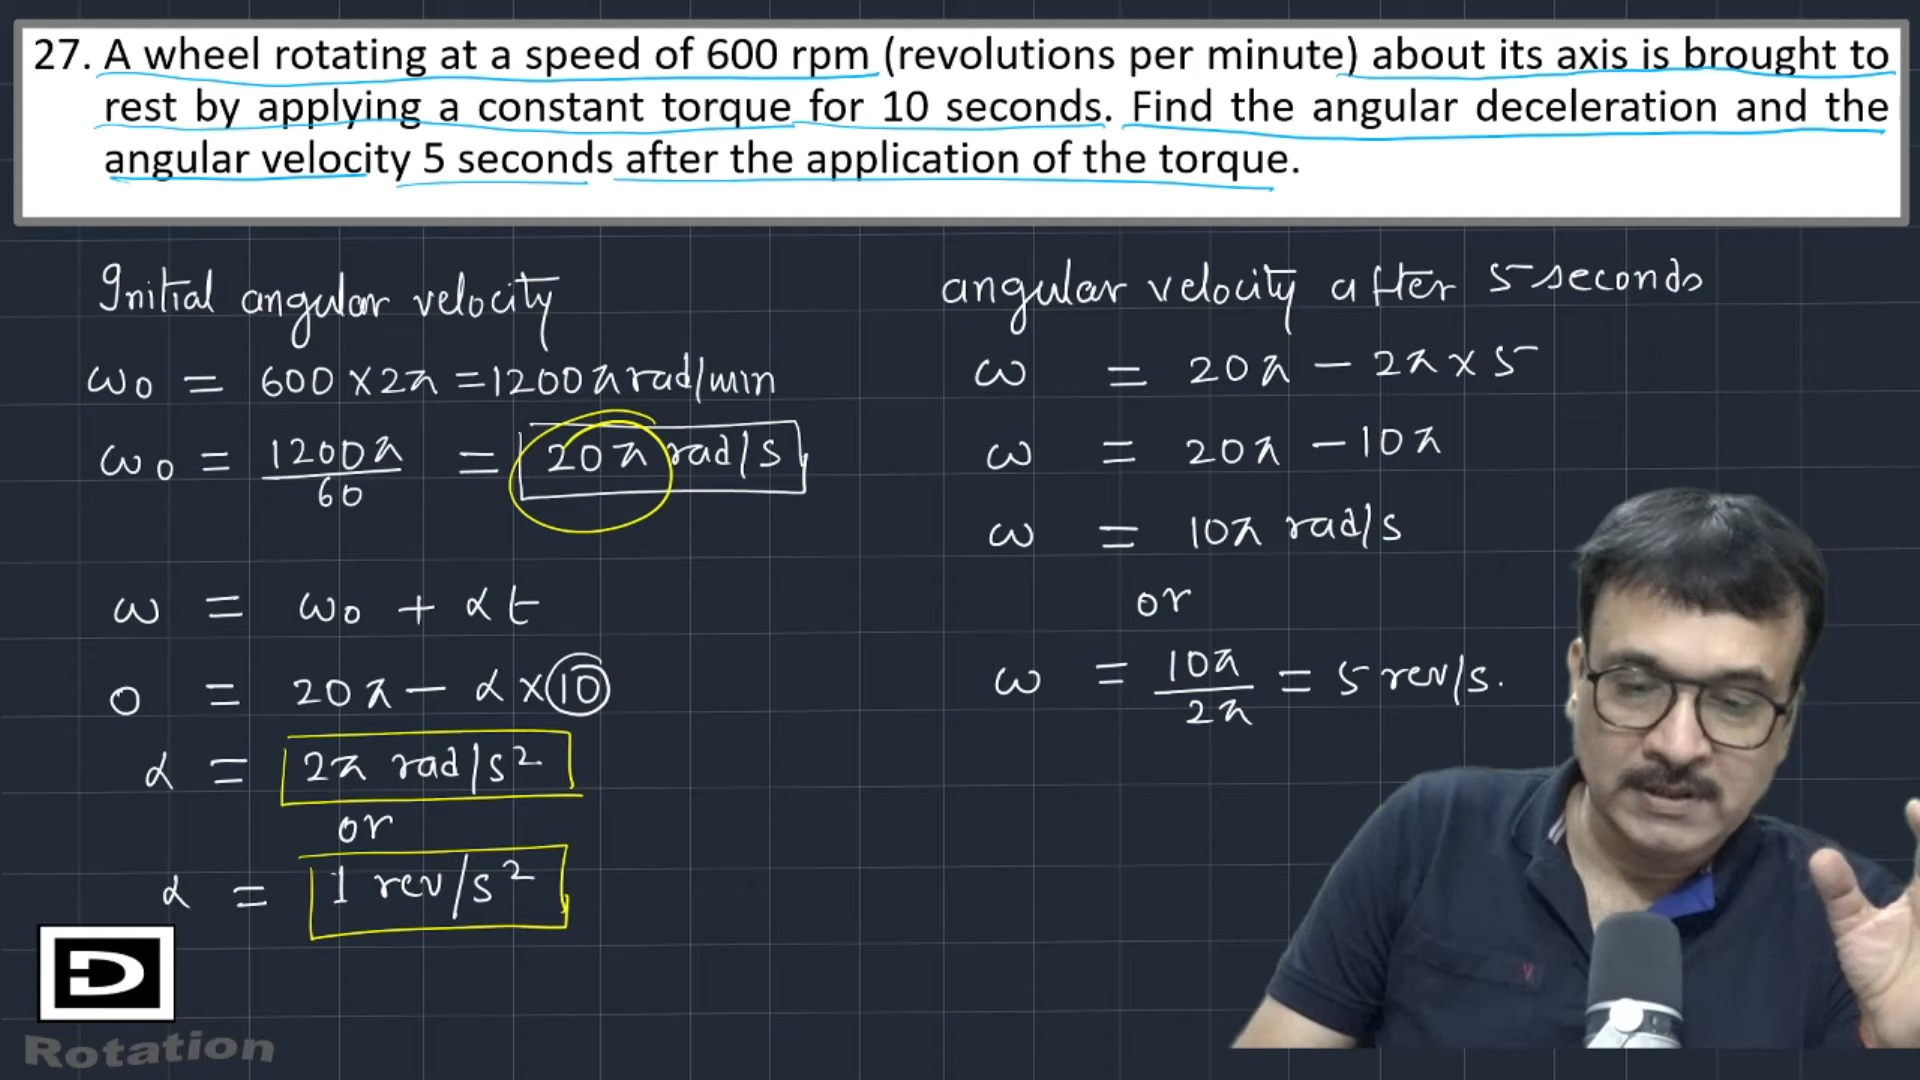 27. A wheel rotating at a speed of 600 rpm (revolutions per minute) about its axis is brought to
rest by applying a constant torque for 10 seconds. Find the angular deceleration and the
angular velocity 5 seconds after the application of the torque.
Initial angular velocity
ω₀ = 600 × 2π = 1200π rad/min
ω₀ = 1200π/60 = 20π rad/s
ω = ω₀ + αt
0 = 20π - α × 10
α = 2π rad/s²
or
α = 1 rev/s²
angular velocity after 5 seconds
ω = 20π - 2π × 5
ω = 20π - 10π
ω = 10π rad/s
or
ω = 10π/2π = 5 rev/s.
D
Rotation